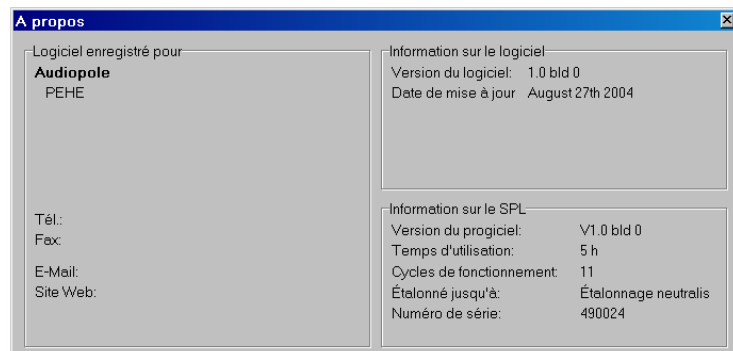 A propos
Logiciel enregistré pour
Audiopole
PEHE
Tél.:
Fax:
E-Mail:
Site Web:
Information sur le logiciel
Version du logiciel: 1.0 bld 0
Date de mise à jour August 27th 2004
Information sur le SPL
Version du progiciel: V1.0 bld 0
Temps d'utilisation: 5 h
Cycles de fonctionnement: 11
Étalonné jusqu'à: Étalonnage neutralis
Numéro de série: 490024